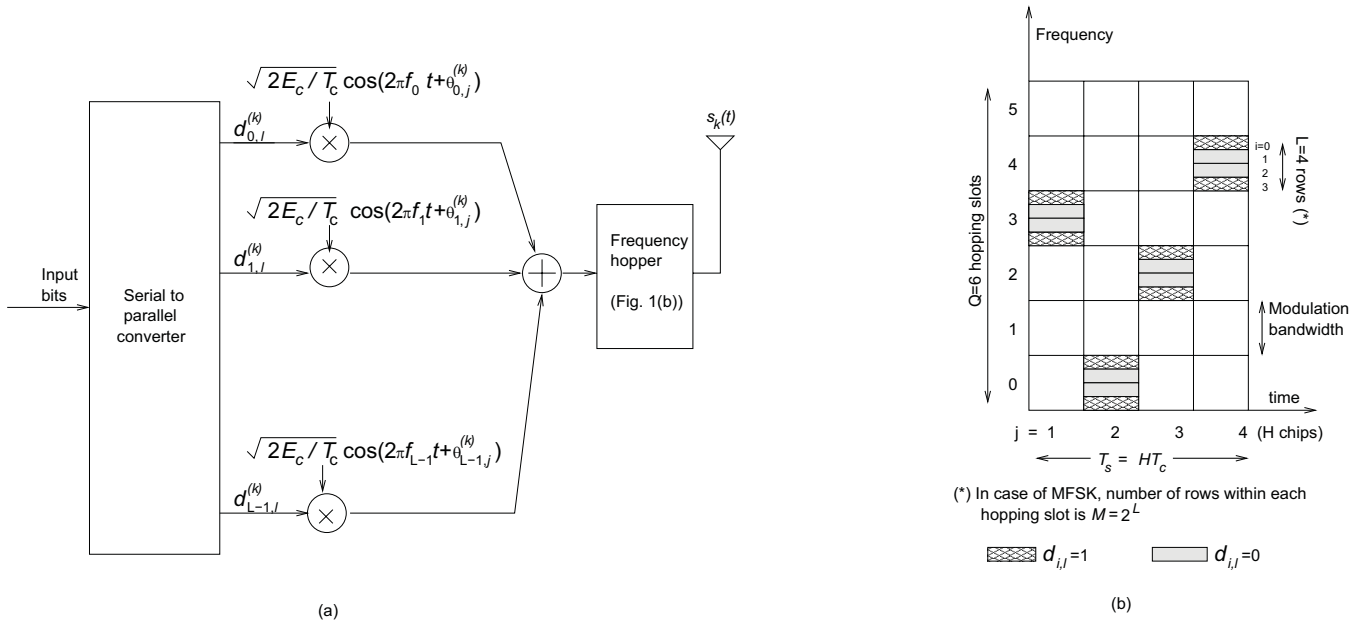 √2E_c / T_c cos(2πf_0 t+θ_{0,j}^{(k)})
d_{0,l}^{(k)}
×
√2E_c / T_c cos(2πf_1 t+θ_{1,j}^{(k)})
d_{1,l}^{(k)}
×
Input
bits
Serial to
parallel
converter
+
Frequency
hopper
(Fig. 1(b))
s_k(t)
√2E_c / T_c cos(2πf_{L−1} t+θ_{L−1,j}^{(k)})
d_{L−1,l}^{(k)}
×
(a)
Frequency
Q=6 hopping slots
5
4
3
2
1
0
i=0
1
2
3
L=4 rows (*)
Modulation
bandwidth
time
j = 1 2 3 4 (H chips)
T_s = HT_c
(*) In case of MFSK, number of rows within each
hopping slot is M = 2^L
d_{i,l}=1
d_{i,l}=0
(b)